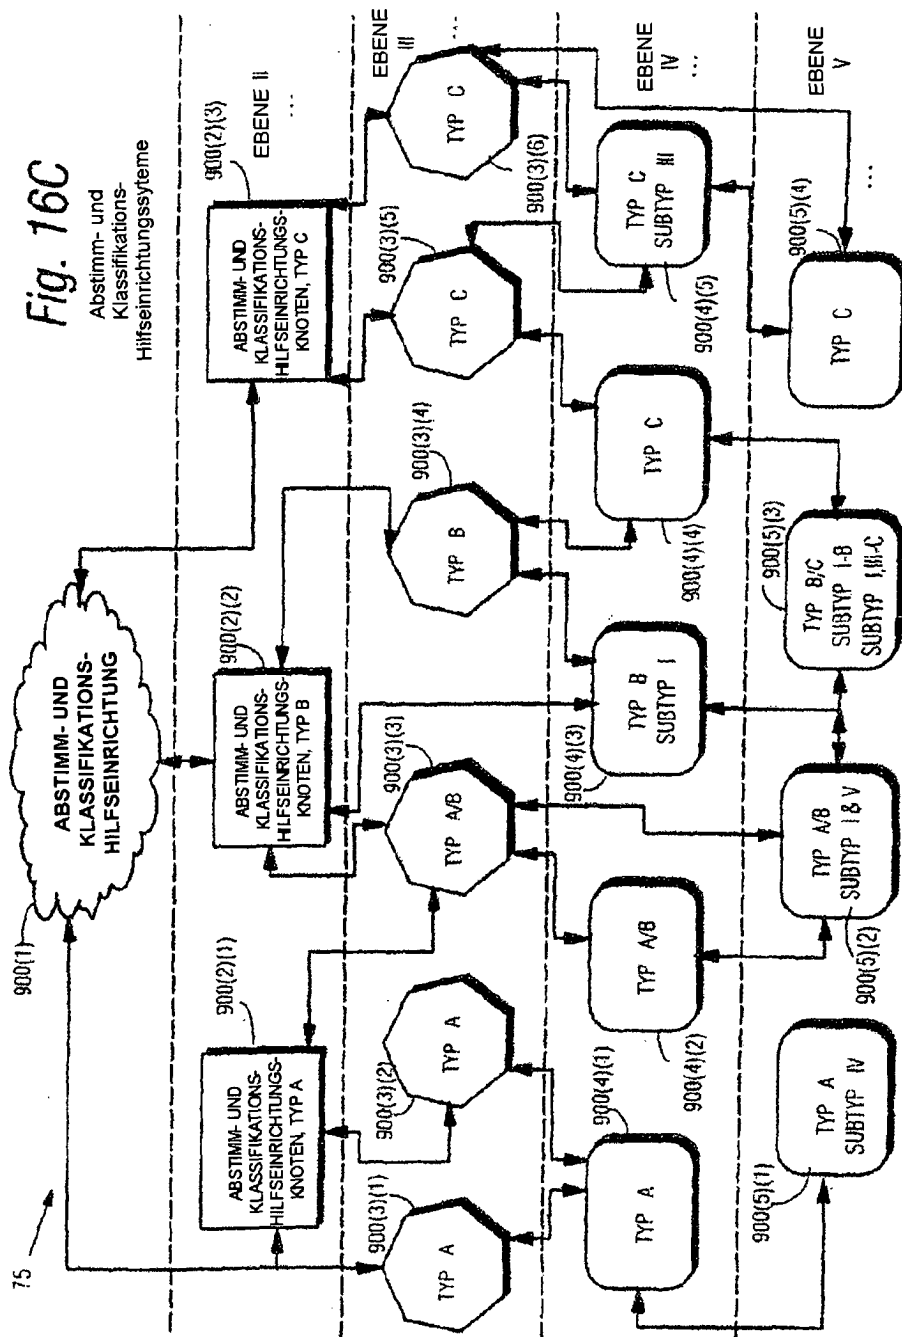 Fig. 16C
Abstimm- und
Klassifikations-
Hilfseinrichtungssyteme
75
900(1)
ABSTIMM- UND
KLASSIFIKATIONS-
HILFSEINRICHTUNG
EBENE II
...
900(2)(1)
ABSTIMM- UND
KLASSIFIKATIONS-
HILFSEINRICHTUNGS-
KNOTEN, TYP A
900(2)(2)
ABSTIMM- UND
KLASSIFIKATIONS-
HILFSEINRICHTUNGS-
KNOTEN, TYP B
900(2)(3)
ABSTIMM- UND
KLASSIFIKATIONS-
HILFSEINRICHTUNGS-
KNOTEN, TYP C
EBENE
III
...
900(3)(1)
TYP A
900(3)(2)
TYP A
900(3)(3)
TYP A/B
900(3)(4)
TYP B
900(3)(5)
TYP C
900(3)(6)
TYP C
EBENE
IV
...
900(4)(1)
TYP A
900(4)(2)
TYP A/B
900(4)(3)
TYP B
SUBTYP I
900(4)(4)
TYP C
900(4)(5)
TYP C
SUBTYP III
EBENE
V
...
900(5)(1)
TYP A
SUBTYP IV
900(5)(2)
TYP A/B
SUBTYP I & V
900(5)(3)
TYP B/C
SUBTYP I-B
SUBTYP I,III-C
900(5)(4)
TYP C